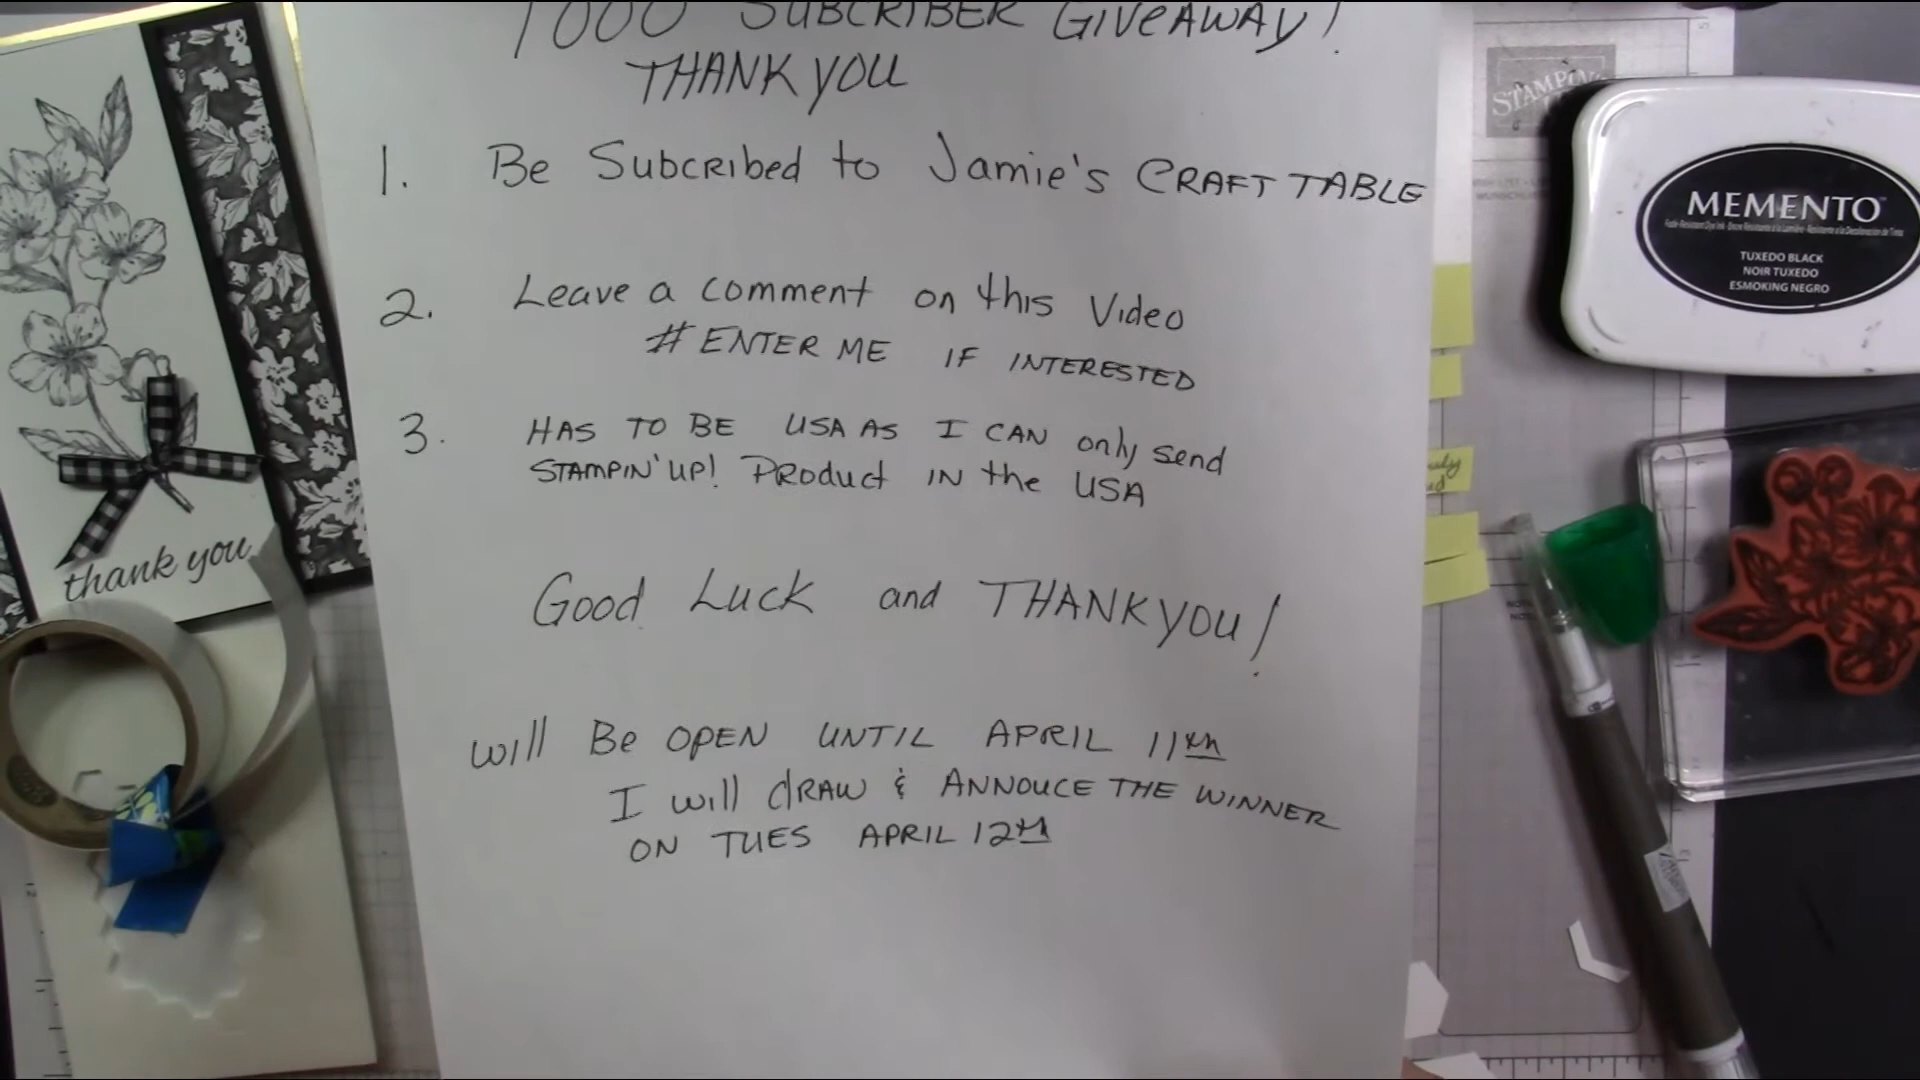 1000 SUBCRIBER GIVEAWAY!
THANK YOU
1. Be Subcribed to Jamie's CRAFT TABLE
2. Leave a comment on this Video
# ENTER ME IF INTERESTED
3. HAS TO BE USA AS I CAN only send
STAMPIN' UP! PRODuct IN the USA
Good Luck and THANK YOU!
will Be OPEN UNTIL APRIL 11th
I will dRAW & ANNOUCE THE WINNER
ON TUES APRIL 12th
thank you
STAMPIN'
MEMENTO
TUXEDO BLACK
NOIR TUXEDO
ESMOKING NEGRO